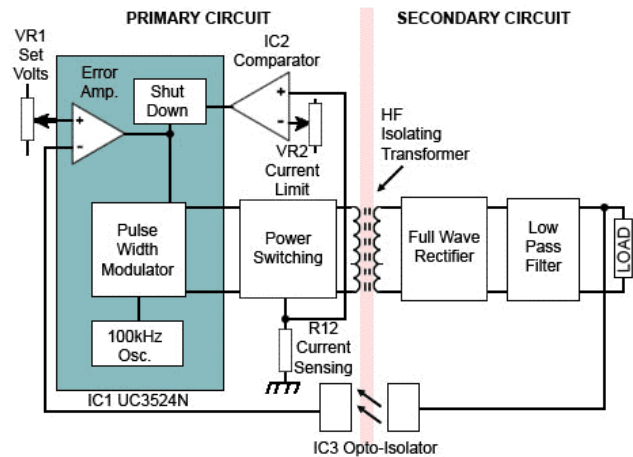 PRIMARY CIRCUIT
SECONDARY CIRCUIT
VR1
Set
Volts
Error
Amp.
+
-
Shut
Down
IC2
Comparator
+
-
VR2
Current
Limit
HF
Isolating
Transformer
Pulse
Width
Modulator
Power
Switching
Full Wave
Rectifier
Low
Pass
Filter
LOAD
100kHz
Osc.
R12
Current
Sensing
IC1 UC3524N
IC3 Opto-Isolator